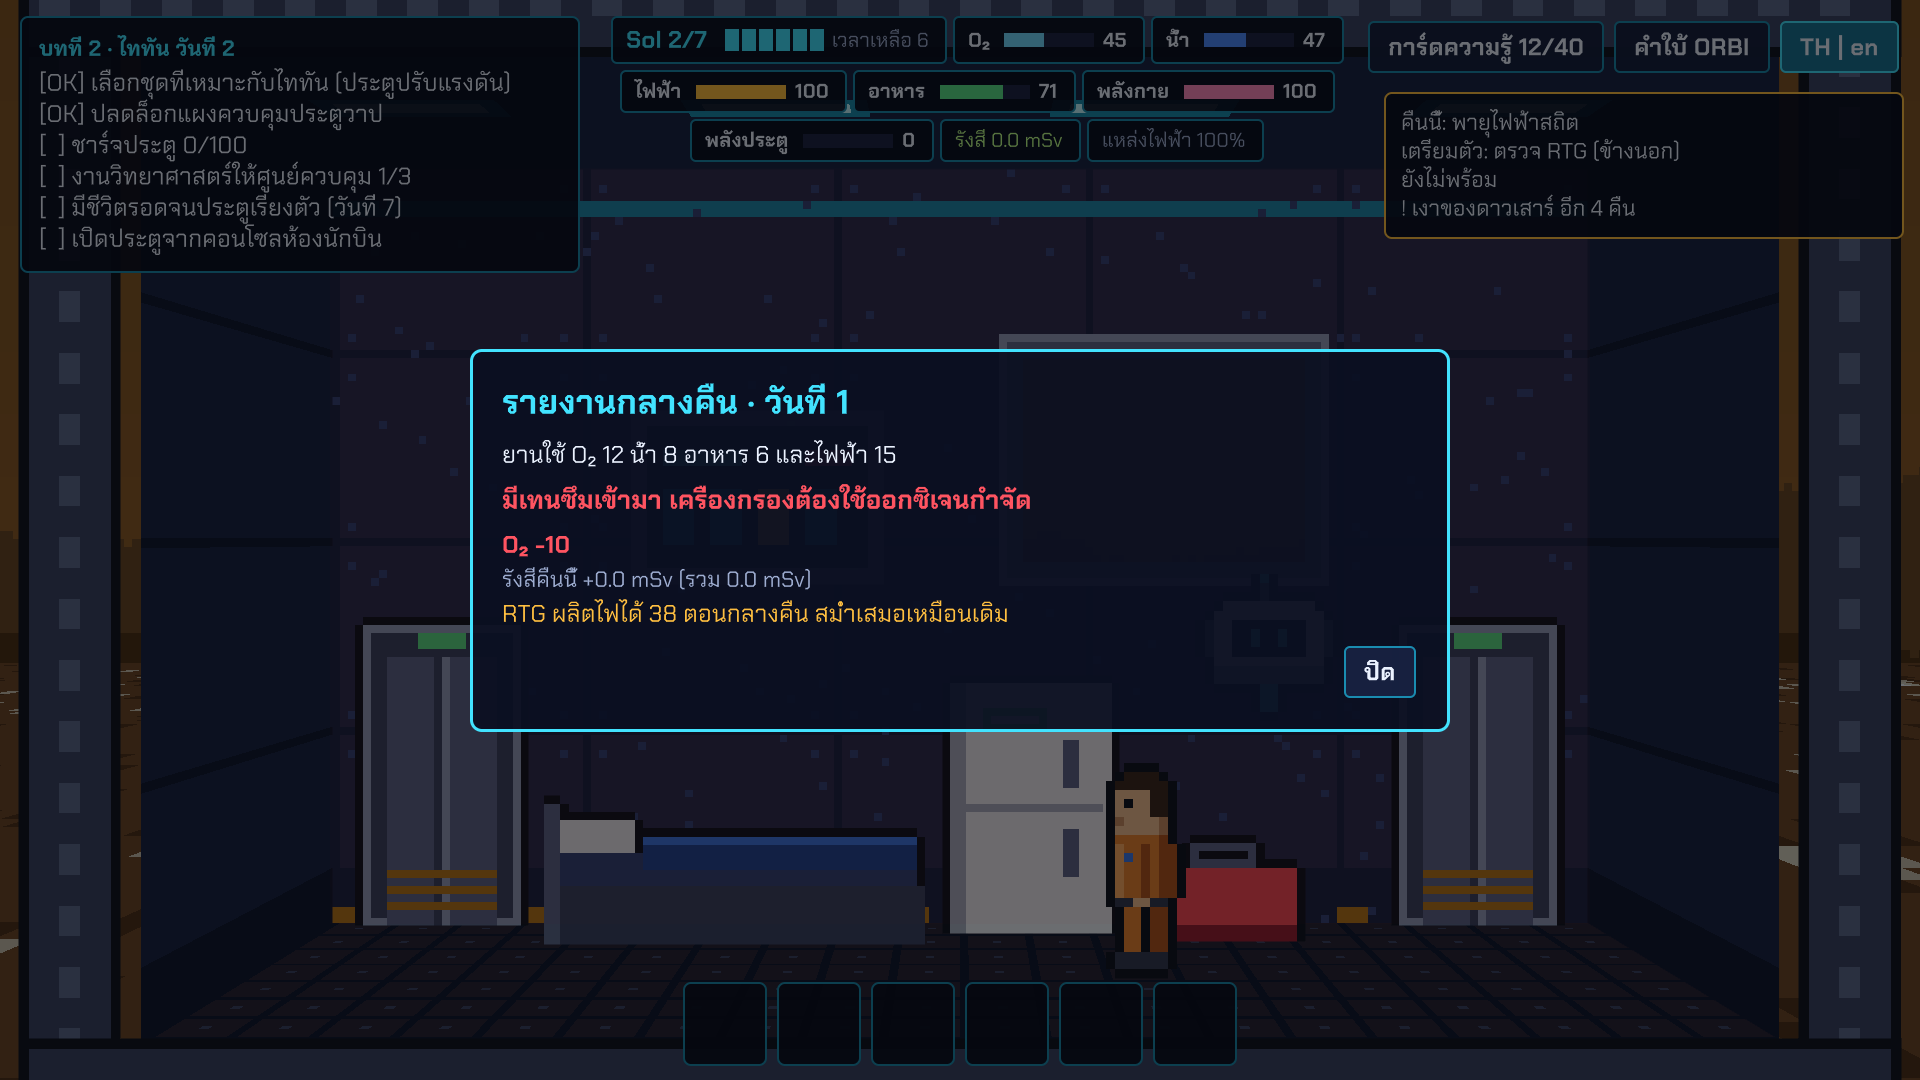 บทที่ 2 · ไททัน วันที่ 2
[OK] เลือกชุดที่เหมาะกับไททัน (ประตูปรับแรงดัน)
[OK] ปลดล็อกแผงควบคุมประตูวาป
[ ] ชาร์จประตู 0/100
[ ] งานวิทยาศาสตร์ให้ศูนย์ควบคุม 1/3
[ ] มีชีวิตรอดจนประตูเรียงตัว (วันที่ 7)
[ ] เปิดประตูจากคอนโซลห้องนักบิน
Sol 2/7 เวลาเหลือ 6
O₂ 45
น้ำ 47
ไฟฟ้า 100
อาหาร 71
พลังกาย 100
พลังประตู 0
รังสี 0.0 mSv
แหล่งไฟฟ้า 100%
การ์ดความรู้ 12/40
คำใบ้ ORBI
TH | en
คืนนี้: พายุไฟฟ้าสถิต
เตรียมตัว: ตรวจ RTG (ข้างนอก)
ยังไม่พร้อม
! เงาของดาวเสาร์ อีก 4 คืน
รายงานกลางคืน · วันที่ 1
ยานใช้ O₂ 12 น้ำ 8 อาหาร 6 และไฟฟ้า 15
มีเทนซึมเข้ามา เครื่องกรองต้องใช้ออกซิเจนกำจัด
O₂ -10
รังสีคืนนี้ +0.0 mSv (รวม 0.0 mSv)
RTG ผลิตไฟได้ 38 ตอนกลางคืน สม่ำเสมอเหมือนเดิม
ปิด